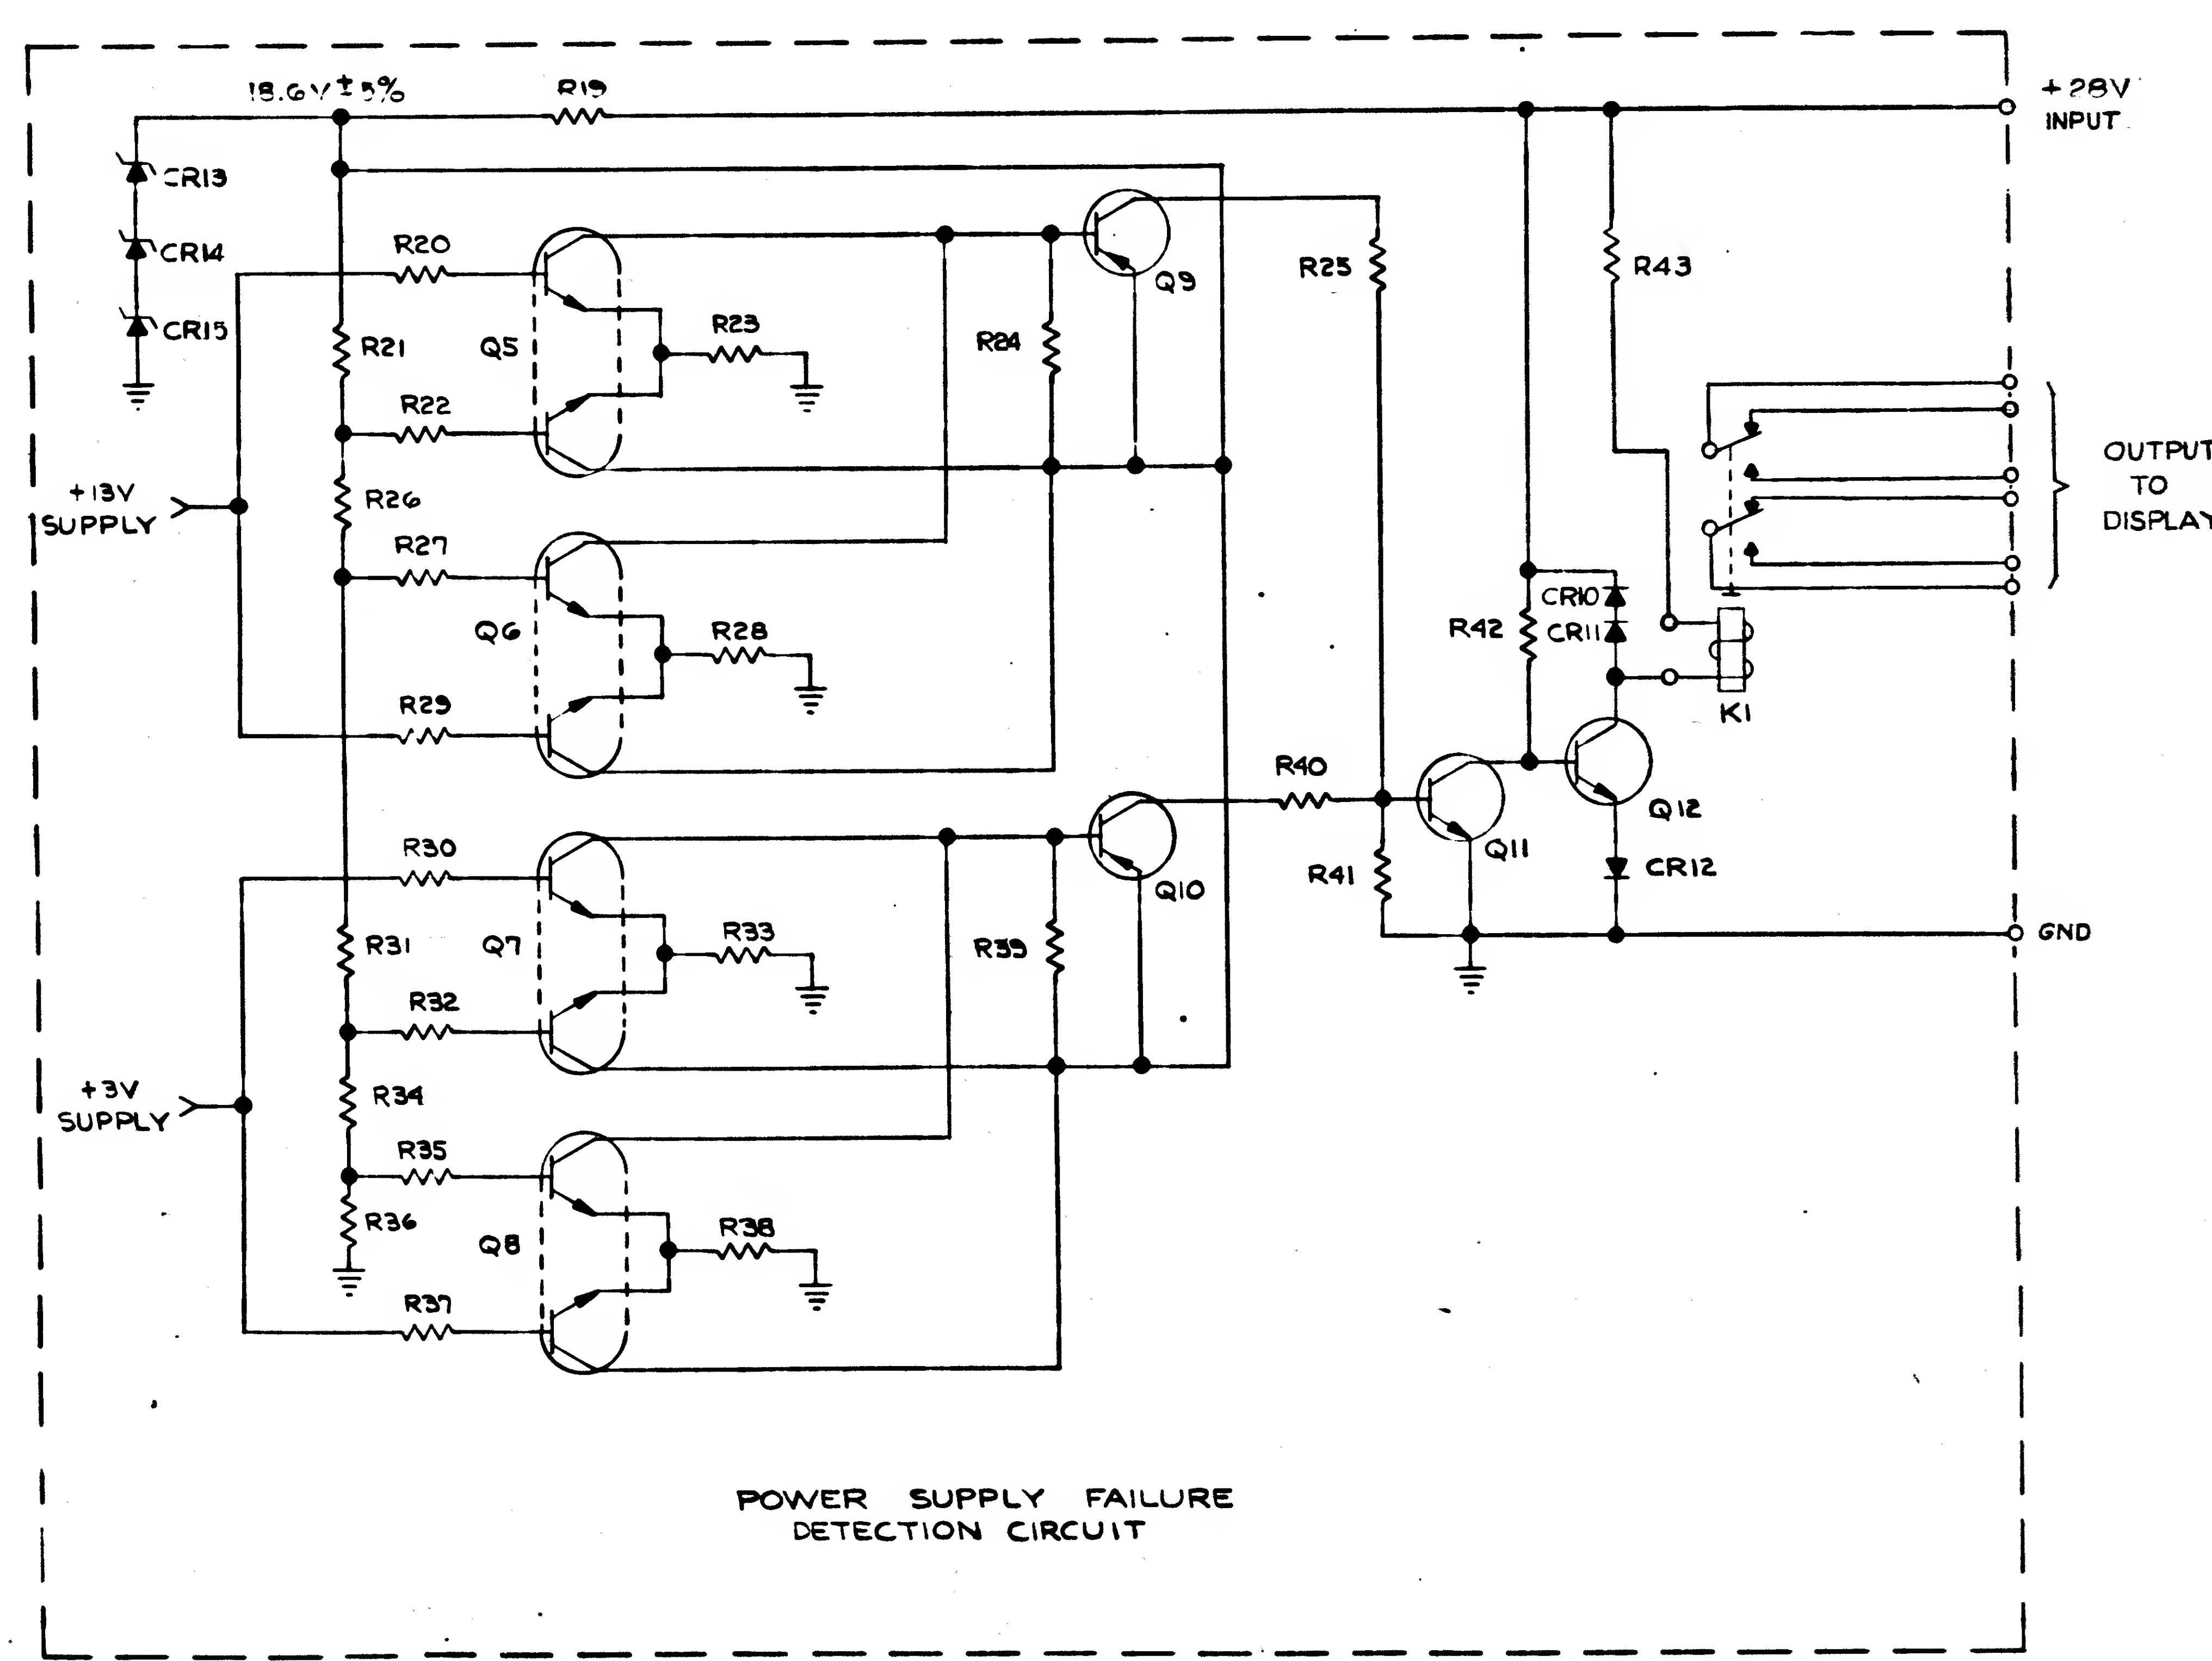 18.6V ± 5%
R19
+28V
INPUT
CR13
CR14
CR15
R20
R21
R22
Q5
R23
R24
Q9
R25
R43
+13V
SUPPLY
R26
R27
Q6
R28
R29
OUTPUT
TO
DISPLAY
CR10
CR11
R42
K1
R40
Q12
Q11
R41
CR12
GND
R30
R31
Q7
R33
R39
Q10
R32
+3V
SUPPLY
R34
R35
R36
Q8
R38
R37
POWER SUPPLY FAILURE
DETECTION CIRCUIT